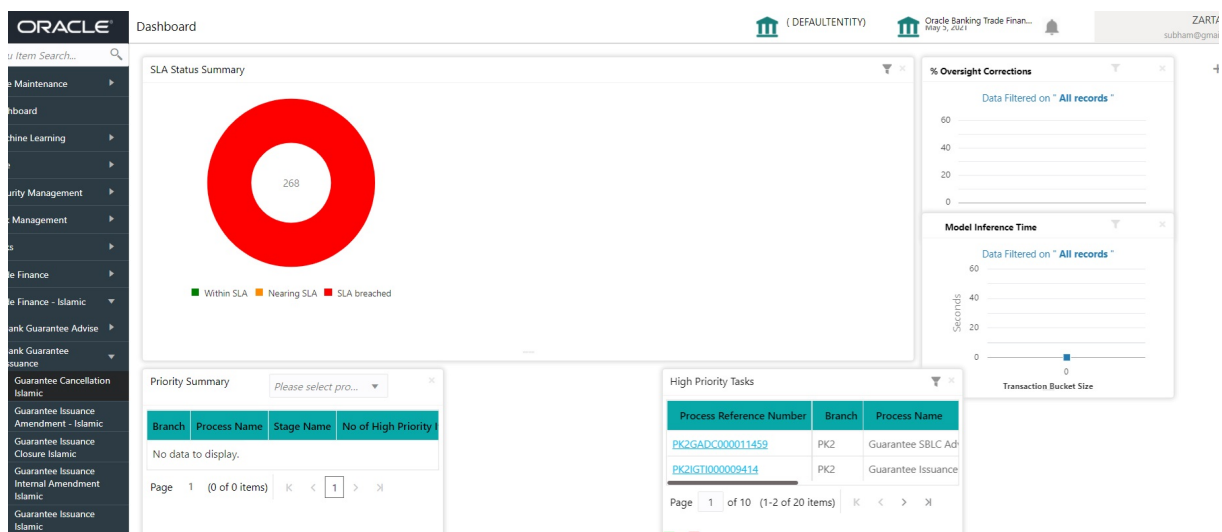 ORACLE
Dashboard
( DEFAULTENTITY)
Oracle Banking Trade Finan...
May 5, 2021
ZARTA
subham@gmai
u Item Search...
e Maintenance
hboard
chine Learning
urity Management
Management
le Finance
le Finance - Islamic
ank Guarantee Advise
ank Guarantee
ssuance
Guarantee Cancellation
Islamic
Guarantee Issuance
Amendment - Islamic
Guarantee Issuance
Closure Islamic
Guarantee Issuance
Internal Amendment
Islamic
Guarantee Issuance
Islamic
SLA Status Summary
268
Within SLA Nearing SLA SLA breached
% Oversight Corrections
Data Filtered on " All records "
60
40
20
0
Model Inference Time
Data Filtered on " All records "
60
40
20
0
Seconds
0
Transaction Bucket Size
Priority Summary
Please select pro...
Branch Process Name Stage Name No of High Priority
No data to display.
Page 1 (0 of 0 items) 1
High Priority Tasks
Process Reference Number Branch Process Name
PK2GADC000011459 PK2 Guarantee SBLC Adv
PK2IGTI000009414 PK2 Guarantee Issuance
Page 1 of 10 (1-2 of 20 items)